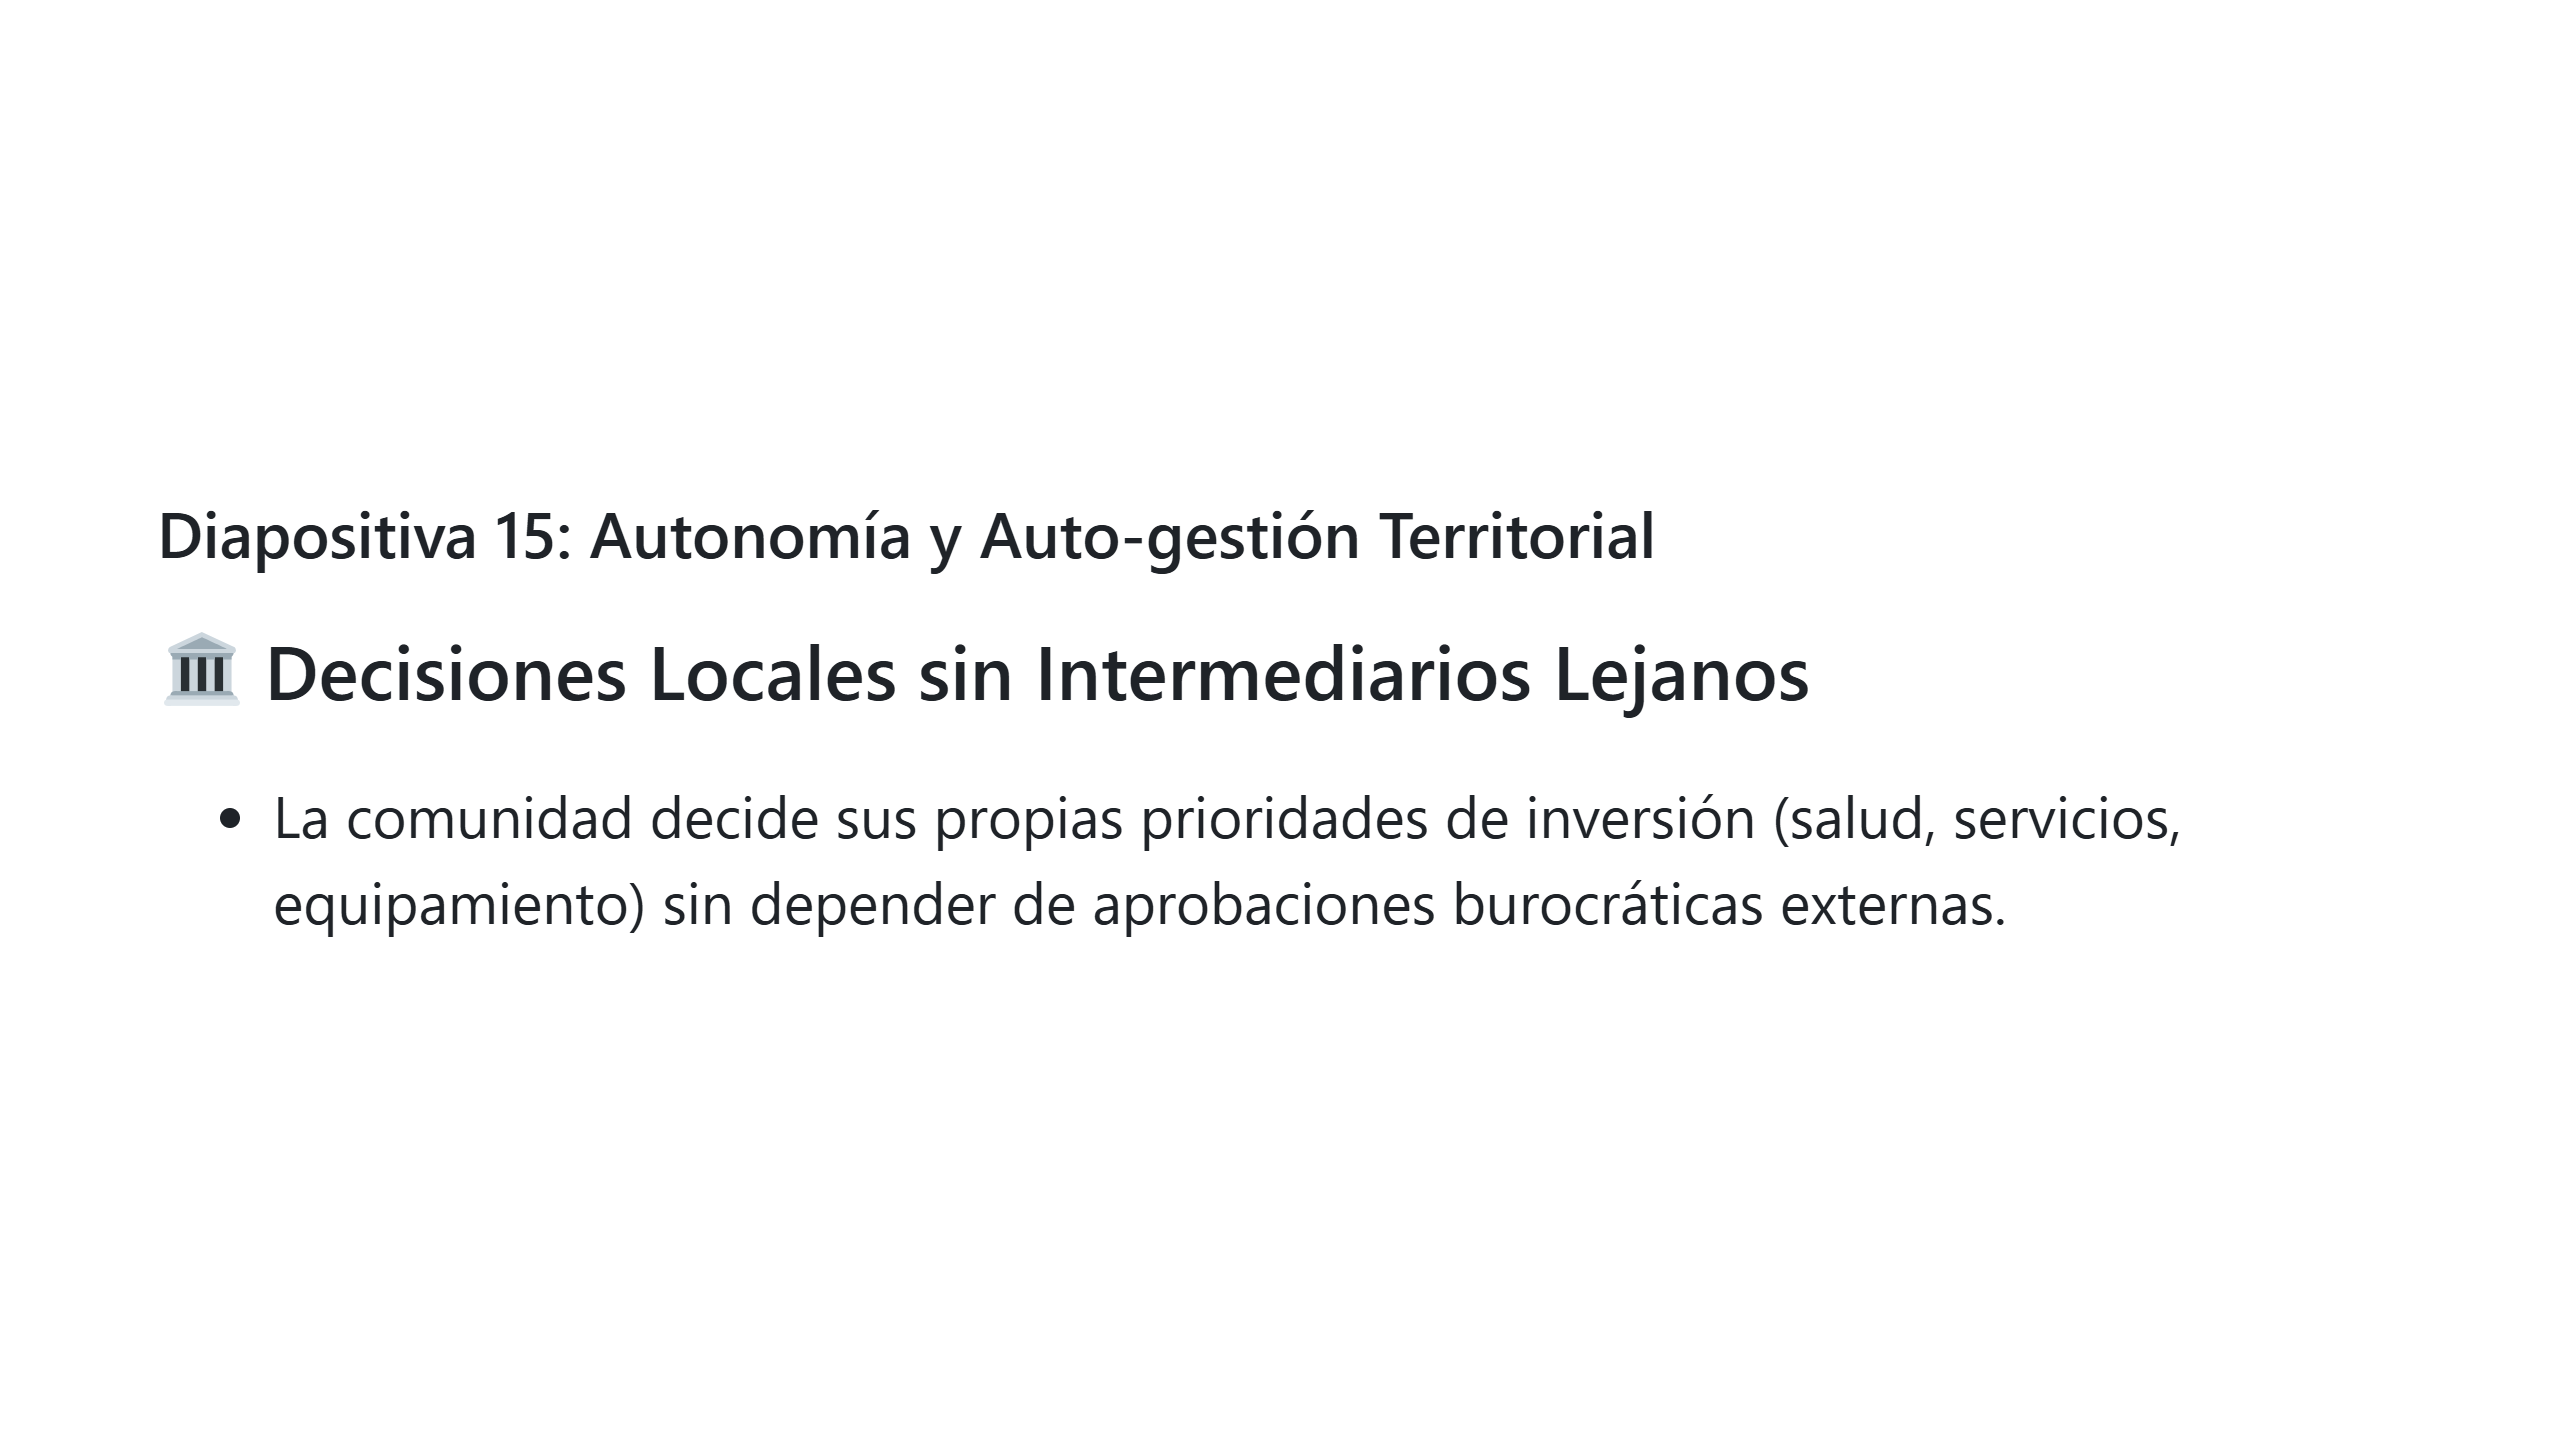 Diapositiva 15: Autonomía y Auto-gestión Territorial
🏛️ Decisiones Locales sin Intermediarios Lejanos
• La comunidad decide sus propias prioridades de inversión (salud, servicios,
equipamiento) sin depender de aprobaciones burocráticas externas.